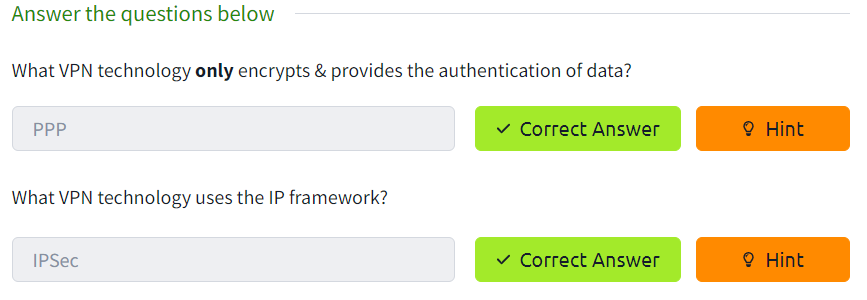 Answer the questions below
What VPN technology only encrypts & provides the authentication of data?
PPP
Correct Answer
Hint
What VPN technology uses the IP framework?
IPSec
Correct Answer
Hint